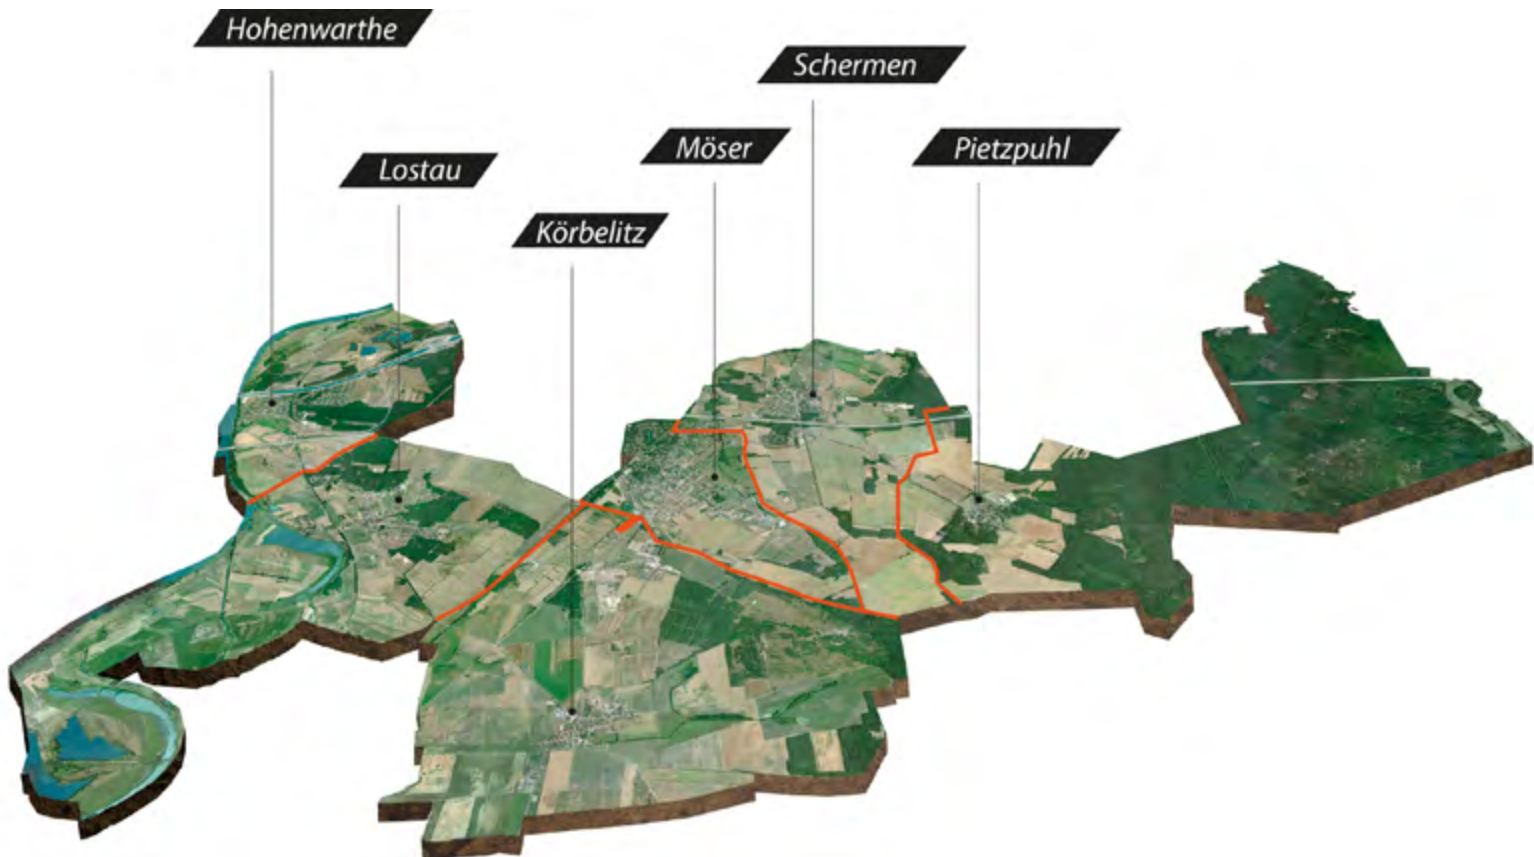 Hohenwarthe
Schermen
Möser
Pietzpuhl
Lostau
Körbelitz